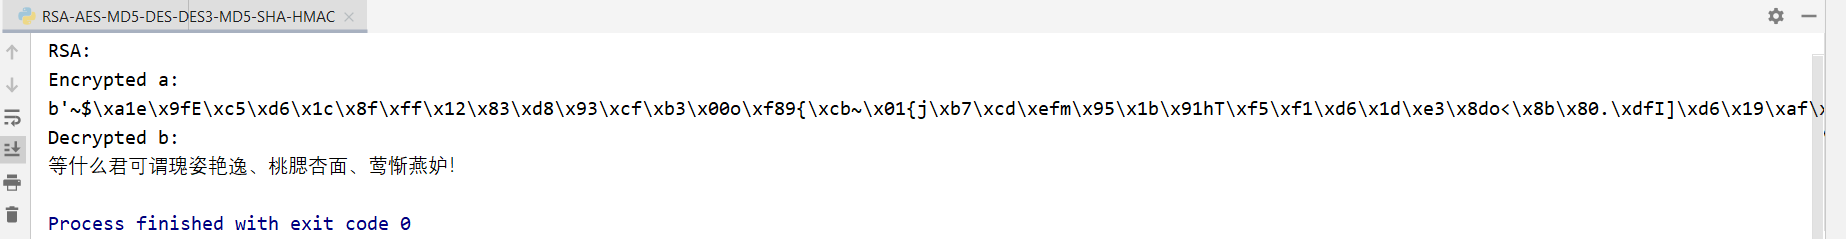 RSA-AES-MD5-DES-DES3-MD5-SHA-HMAC
RSA:
Encrypted a:
b'~$\xa1e\x9fE\xc5\xd6\x1c\x8f\xff\x12\x83\xd8\x93\xcf\xb3\x00o\xf89{\xcb~\x01{j\xb7\xcd\xefm\x95\x1b\x91hT\xf5\xf1\xd6\x1d\xe3\x8do<\x8b\x80.\xdfI]\xd6\x19\xaf\x
Decrypted b:
等什么君可谓瑰姿艳逸、桃腮杏面、莺惭燕妒!
Process finished with exit code 0